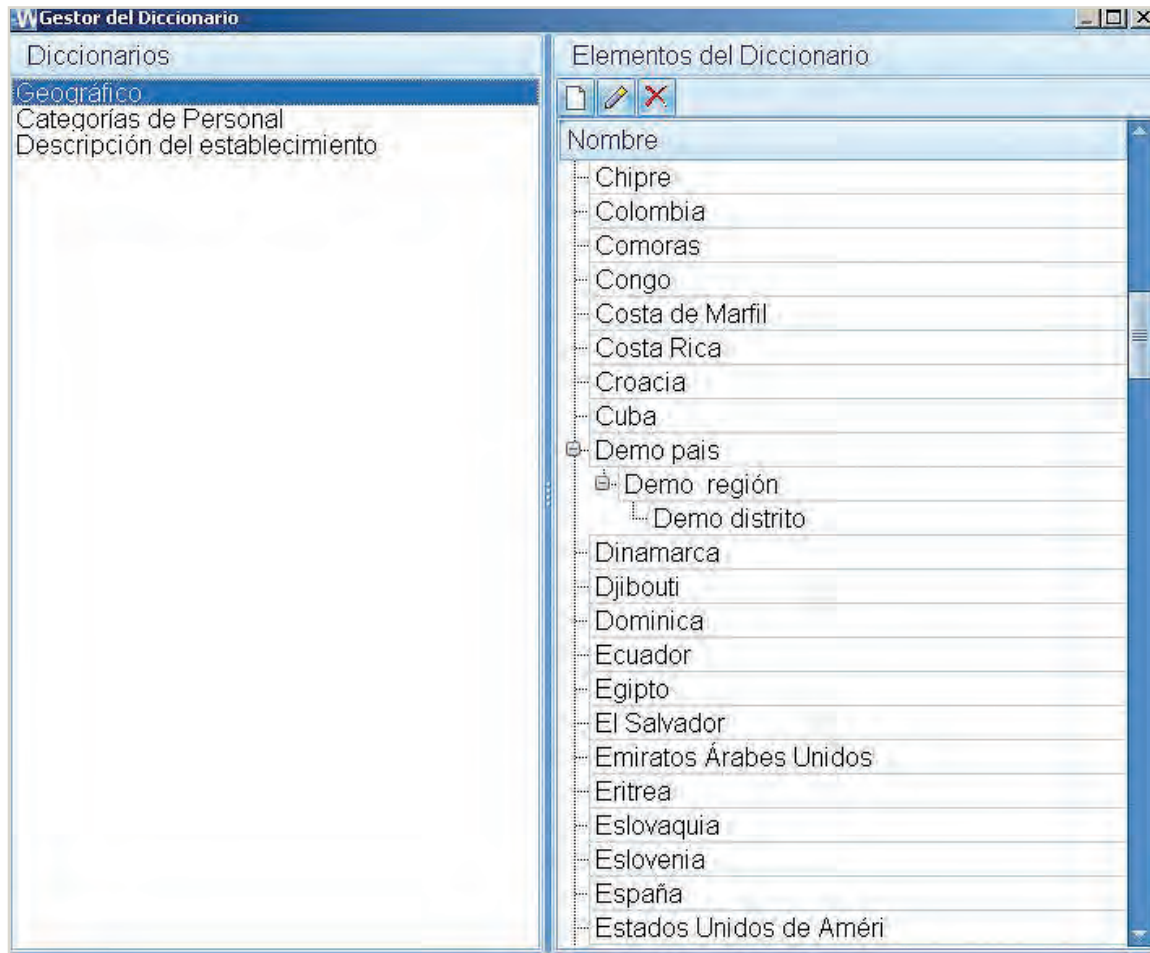 Gestor del Diccionario
Diccionarios
Geográfico
Categorías de Personal
Descripción del establecimiento
Elementos del Diccionario
Nombre
Chipre
Colombia
Comoras
Congo
Costa de Marfil
Costa Rica
Croacia
Cuba
Demo pais
Demo región
Demo distrito
Dinamarca
Djibouti
Dominica
Ecuador
Egipto
El Salvador
Emiratos Árabes Unidos
Eritrea
Eslovaquia
Eslovenia
España
Estados Unidos de Améri